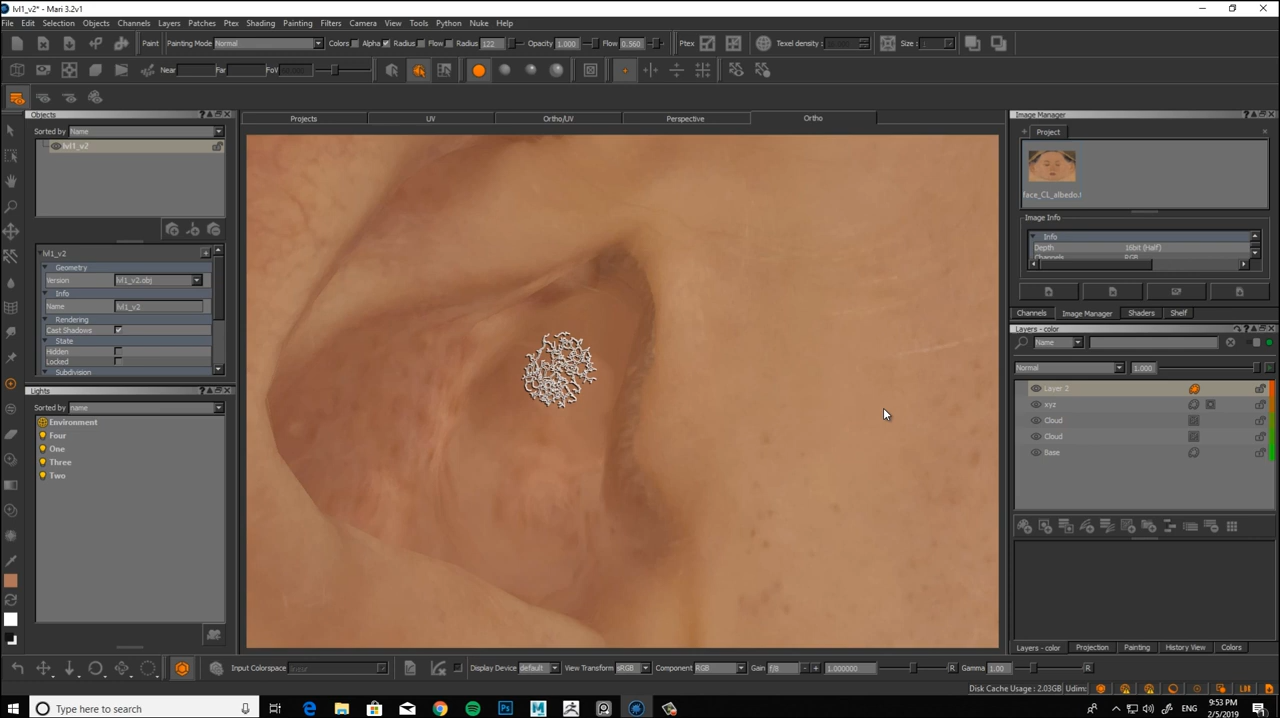 lvl1_v2* - Mari 3.2v1
File Edit Selection Objects Channels Layers Patches Ptex Shading Painting Filters Camera View Tools Python Nuke Help
Paint Painting Mode Normal Colors Alpha Radius Flow Radius 122 Opacity 1.000 Flow 0.560 Ptex Texel density: Size :
Near Far FoV
Objects
Sorted by Name
lvl1_v2
lvl1_v2
Geometry
Version lvl1_v2.obj
Info
Name lvl1_v2
Rendering
Cast Shadows
State
Hidden
Locked
Subdivision
Lights
Sorted by name
Environment
Four
One
Three
Two
Projects UV Ortho/UV Perspective Ortho
Image Manager
Project
face_CL_albedo.t
Image Info
Info
Depth 16bit (Half)
Channels RGB
Channels Image Manager Shaders Shelf
Layers - color
Name
Normal 1.000
Layer 2
xyz
Cloud
Cloud
Base
Layers - color Projection Painting History View Colors
Input Colorspace linear Display Device default View Transform sRGB Component RGB Gain f/8 1.000000 R Gamma 1.00 R
Disk Cache Usage : 2.03GB Udim:
Type here to search
9:53 PM
2/5/2019